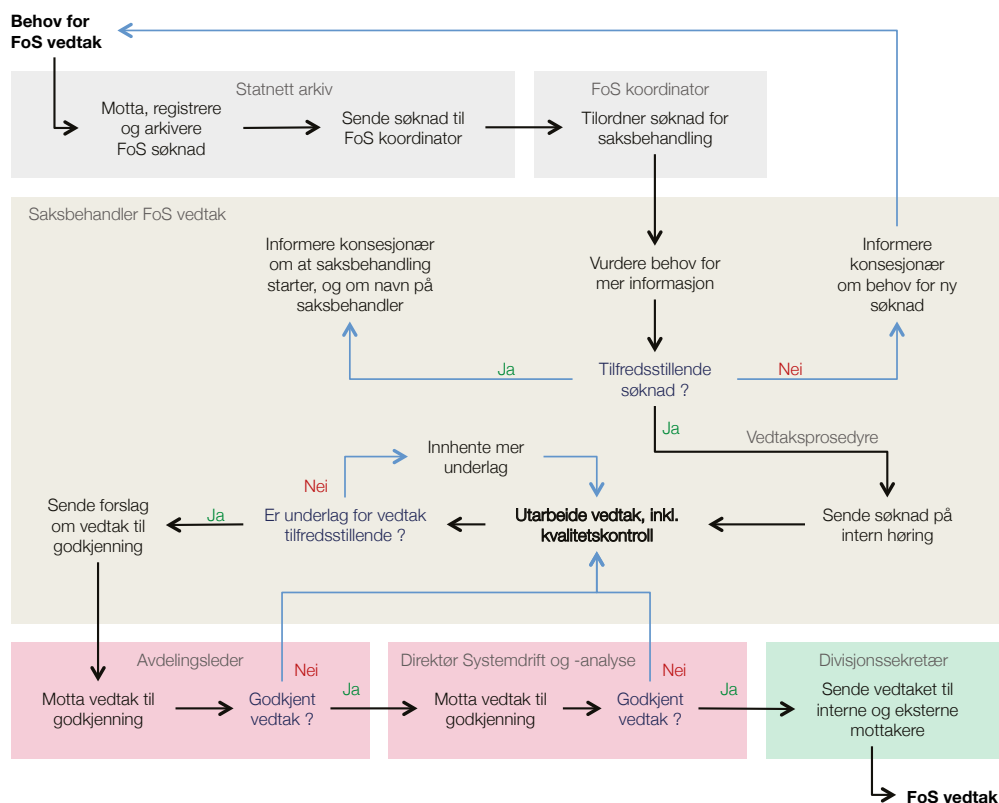 Behov for
FoS vedtak
Statnett arkiv
Motta, registrere
og arkivere
FoS søknad
Sende søknad til
FoS koordinator
FoS koordinator
Tilordner søknad for
saksbehandling
Saksbehandler FoS vedtak
Informere konsesjonær
om at saksbehandling
starter, og om navn på
saksbehandler
Vurdere behov for
mer informasjon
Informere
konsesjonær
om behov for ny
søknad
Ja
Tilfredsstillende
søknad ?
Nei
Ja
Vedtaksprosedyre
Innhente mer
underlag
Nei
Sende forslag
om vedtak til
godkjenning
Ja
Er underlag for vedtak
tilfredsstillende ?
Utarbeide vedtak, inkl.
kvalitetskontroll
Sende søknad på
intern høring
Avdelingsleder
Motta vedtak til
godkjenning
Nei
Godkjent
vedtak ?
Ja
Direktør Systemdrift og -analyse
Motta vedtak til
godkjenning
Nei
Godkjent
vedtak ?
Ja
Divisjonssekretær
Sende vedtaket til
interne og eksterne
mottakere
FoS vedtak